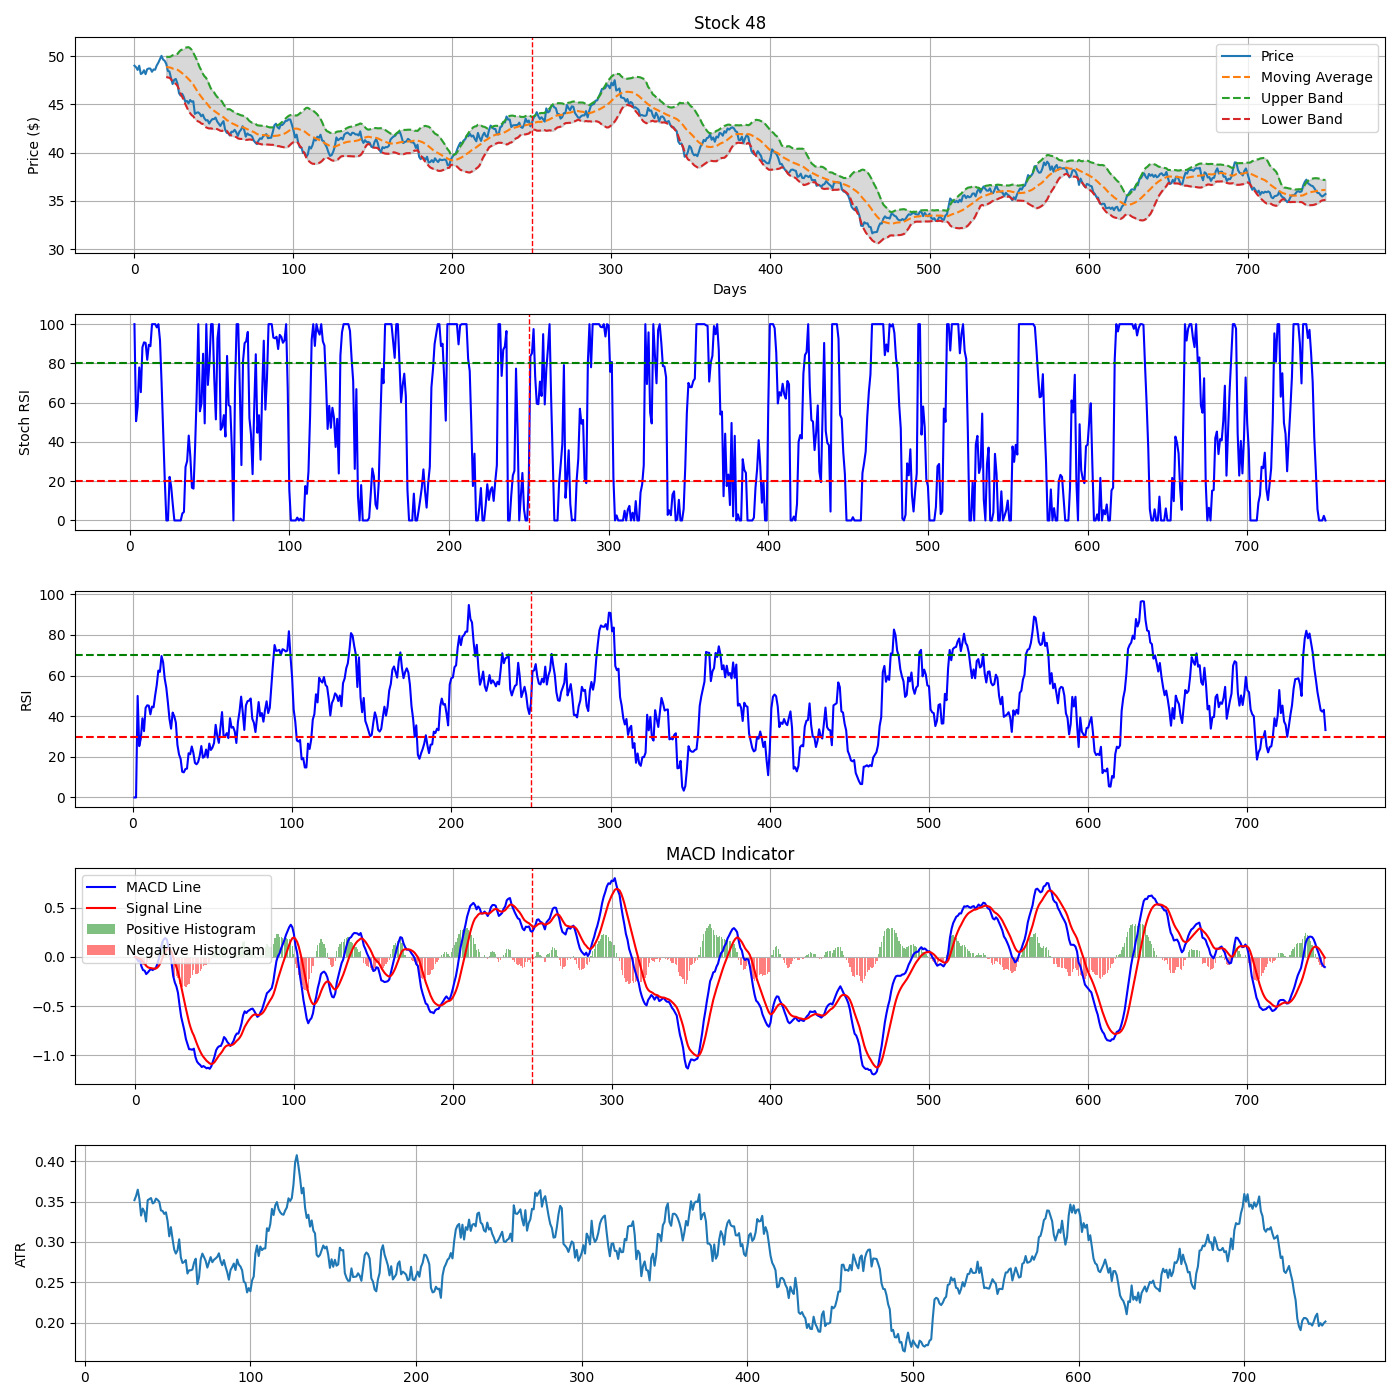 Stock 48
50
45
40
35
30
Price ($)
Price
Moving Average
Upper Band
Lower Band
0 100 200 300 400 500 600 700
Days
100
80
60
40
20
0
Stoch RSI
0 100 200 300 400 500 600 700
100
80
60
40
20
0
RSI
0 100 200 300 400 500 600 700
MACD Indicator
0.5
0.0
−0.5
−1.0
MACD Line
Signal Line
Positive Histogram
Negative Histogram
0 100 200 300 400 500 600 700
0.40
0.35
0.30
0.25
0.20
ATR
0 100 200 300 400 500 600 700